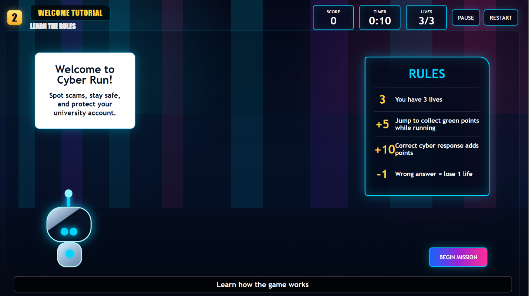 2
WELCOME TUTORIAL
LEARN THE RULES
SCORE
0
TIMER
0:10
LIVES
3/3
PAUSE
RESTART
Welcome to
Cyber Run!
Spot scams, stay safe,
and protect your
university account.
RULES
3 You have 3 lives
+5 Jump to collect green points
while running
+10 Correct cyber response adds
points
-1 Wrong answer = lose 1 life
BEGIN MISSION
Learn how the game works